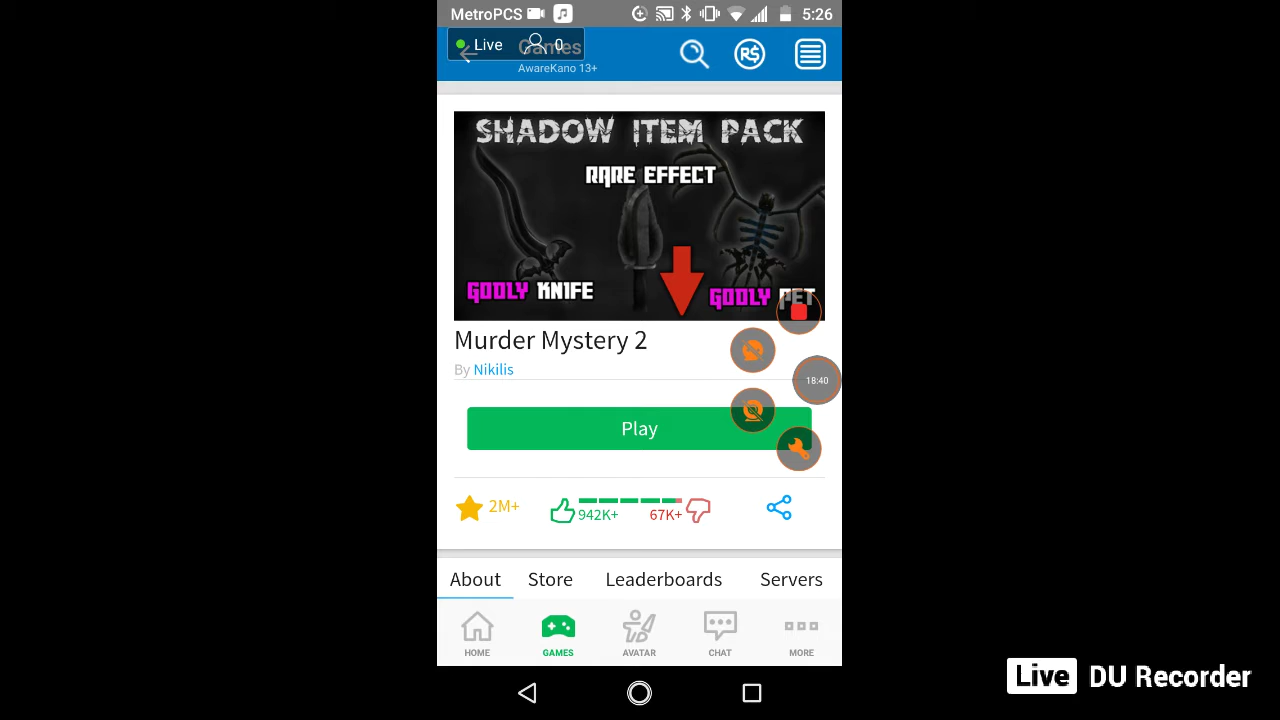 MetroPCS 5:26
Live 0
Games
AwareKano 13+
R$
SHADOW ITEM PACK
RARE EFFECT
GODLY KNIFE
GODLY PET
Murder Mystery 2
By Nikilis
18:40
Play
2M+ 942K+ 67K+
About Store Leaderboards Servers
HOME GAMES AVATAR CHAT MORE
Live DU Recorder